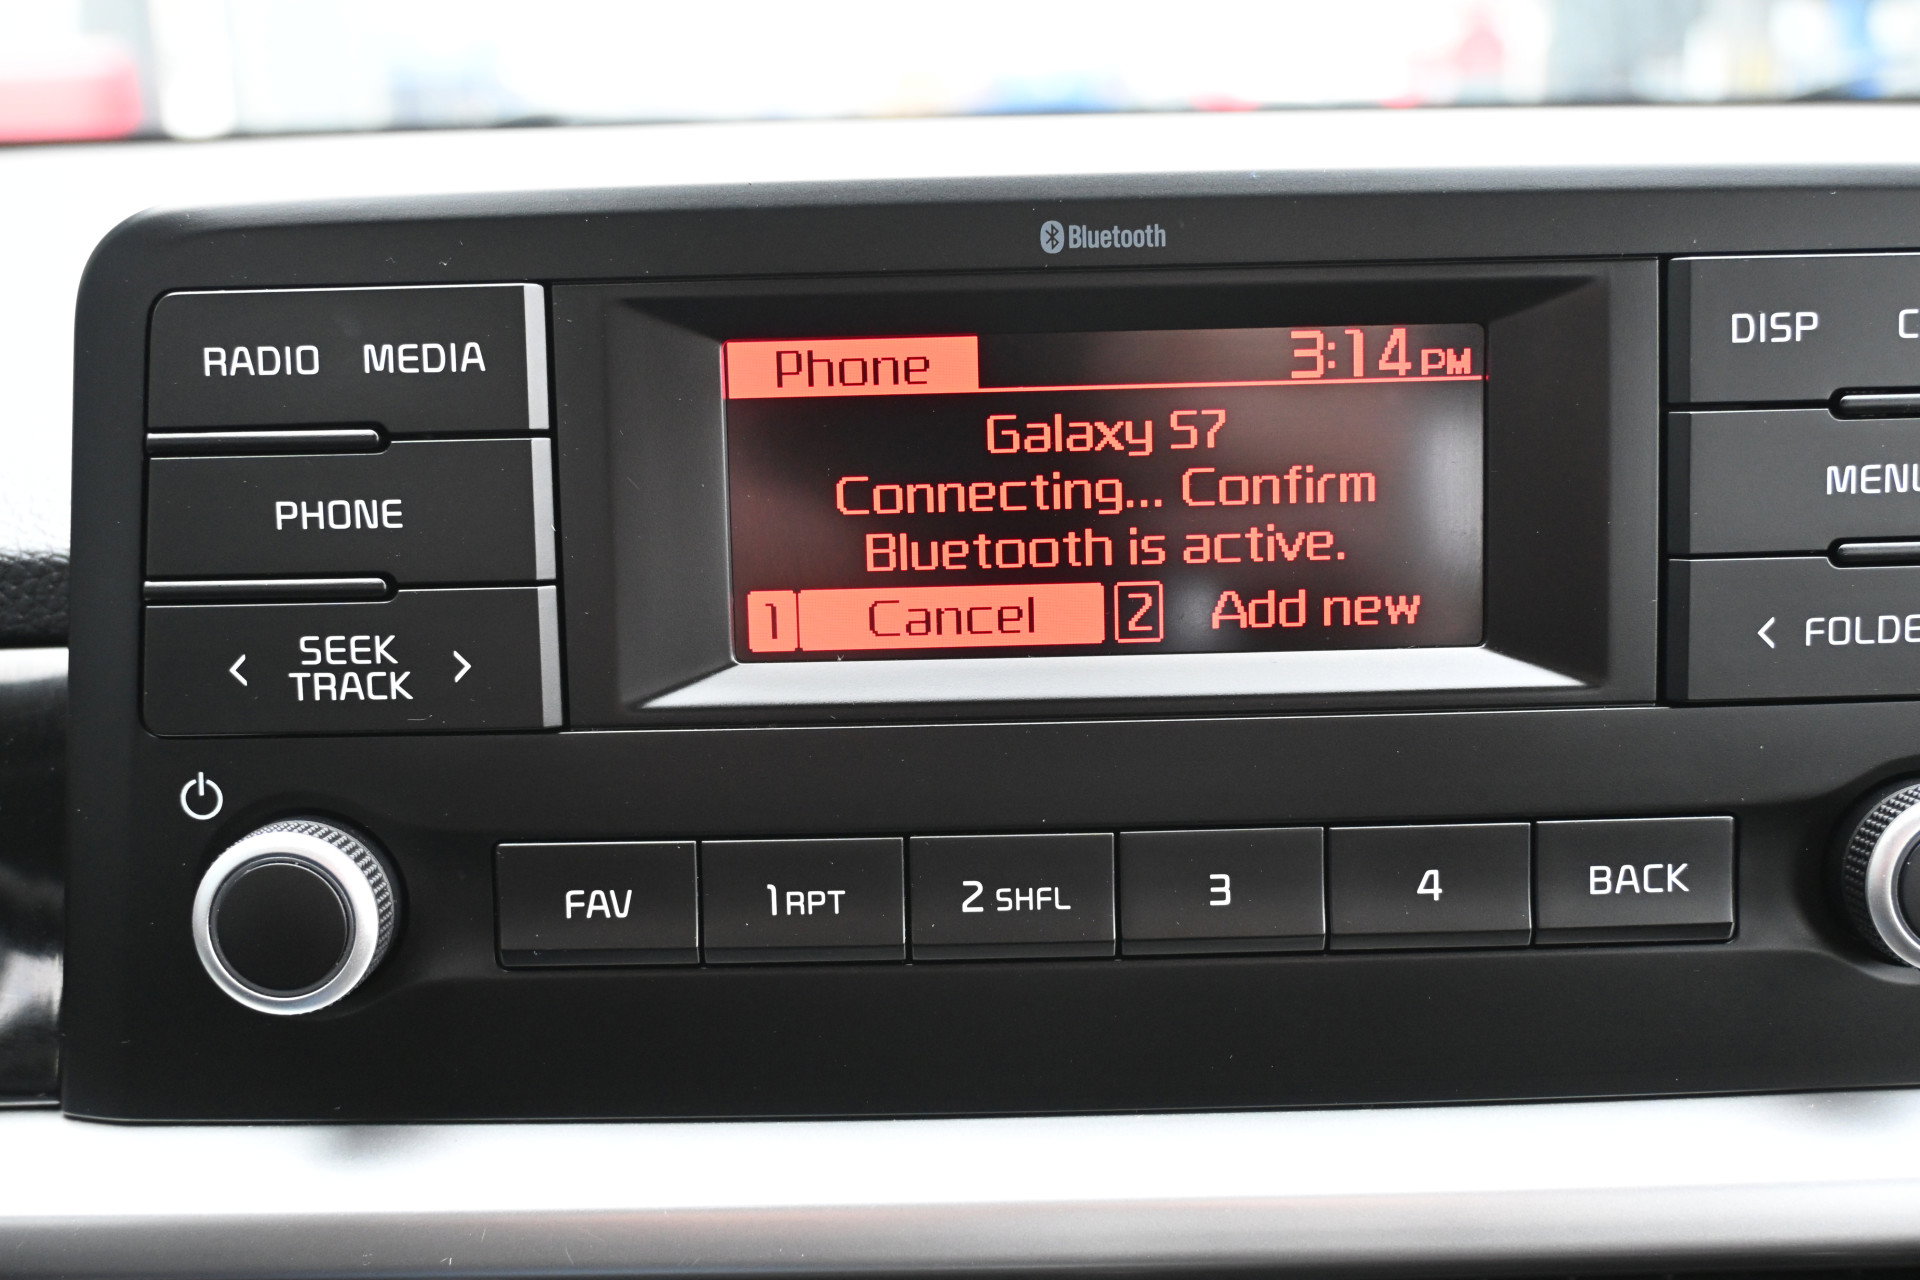 Bluetooth
RADIO MEDIA
PHONE
< SEEK >
TRACK
Phone 3:14 PM
Galaxy S7
Connecting... Confirm
Bluetooth is active.
1 Cancel 2 Add new
DISP
< 
FAV
1 RPT
2 SHFL
3
4
BACK